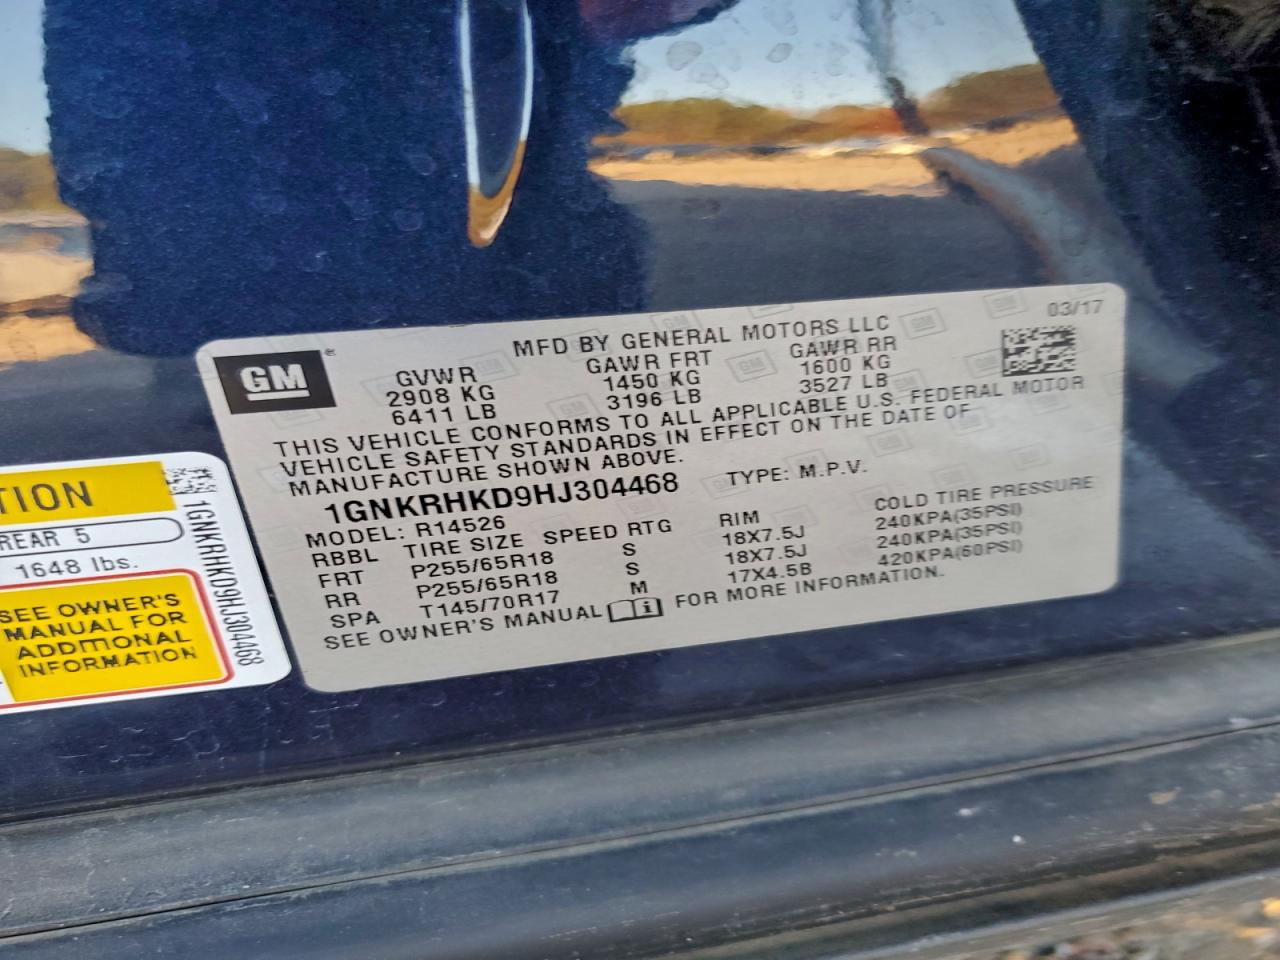 GM
®
MFD BY GENERAL MOTORS LLC
03/17
GVWR GAWR FRT GAWR RR
2908 KG 1450 KG 1600 KG
6411 LB 3196 LB 3527 LB
THIS VEHICLE CONFORMS TO ALL APPLICABLE U.S. FEDERAL MOTOR
VEHICLE SAFETY STANDARDS IN EFFECT ON THE DATE OF
MANUFACTURE SHOWN ABOVE.
1GNKRHKD9HJ304468 TYPE: M.P.V.
MODEL: R14526
RBBL TIRE SIZE SPEED RTG RIM COLD TIRE PRESSURE
FRT P255/65R18 S 18X7.5J 240KPA(35PSI)
RR P255/65R18 S 18X7.5J 240KPA(35PSI)
SPA T145/70R17 M 17X4.5B 420KPA(60PSI)
SEE OWNER'S MANUAL FOR MORE INFORMATION.
TION
REAR 5
1648 lbs.
SEE OWNER'S
MANUAL FOR
ADDITIONAL
INFORMATION
1GNKRHKD9HJ304468